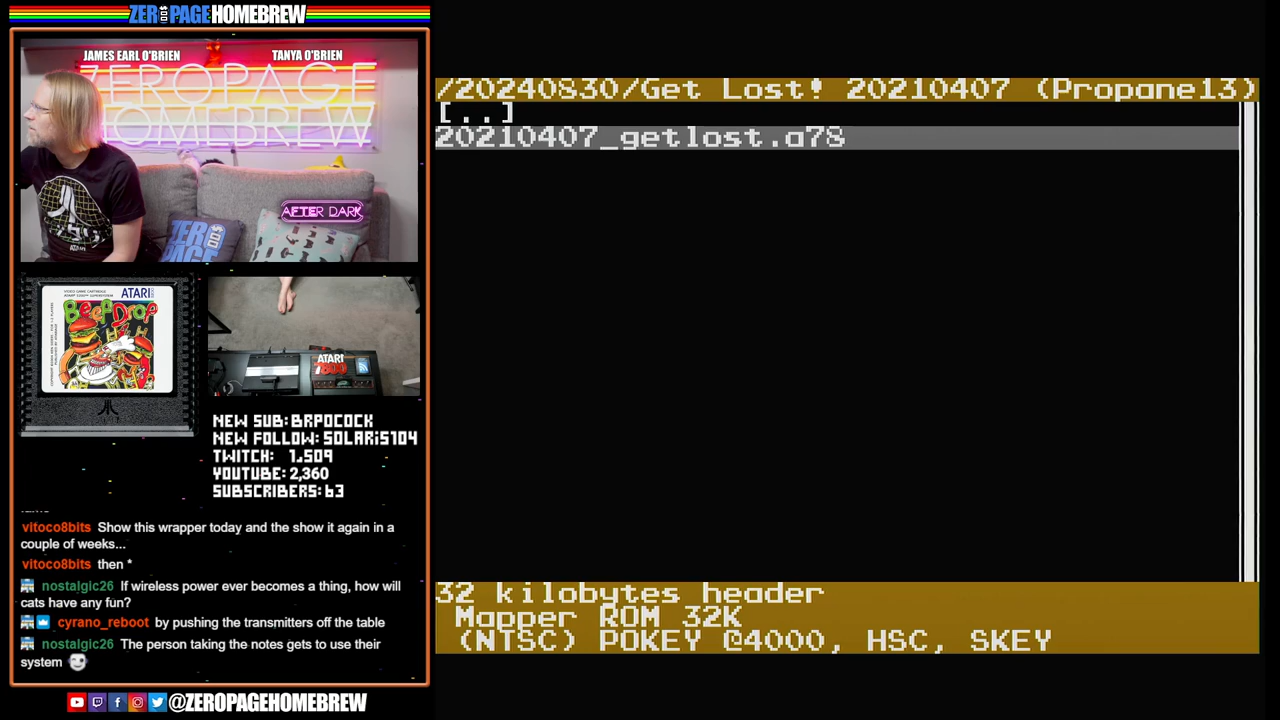 ZEROPAGE HOMEBREW
JAMES EARL O'BRIEN
TANYA O'BRIEN
ZEROPAGE
HOMEBREW
AFTER DARK
ATARI
BeefDrop
ATARI
7800
NEW SUB: BRPOCOCK
NEW FOLLOW: SOLARIS104
TWITCH: 1,509
YOUTUBE: 2,360
SUBSCRIBERS: 63
vitoco8bits Show this wrapper today and the show it again in a
couple of weeks...
vitoco8bits then *
nostalgic26 If wireless power ever becomes a thing, how will
cats have any fun?
cyrano_reboot by pushing the transmitters off the table
nostalgic26 The person taking the notes gets to use their
system
@ZEROPAGEHOMEBREW
/20240830/Get Lost! 20210407 (Propane13)
[..]
20210407_getlost.a78
32 kilobytes header
Mapper ROM 32K
(NTSC) POKEY @4000, HSC, SKEY